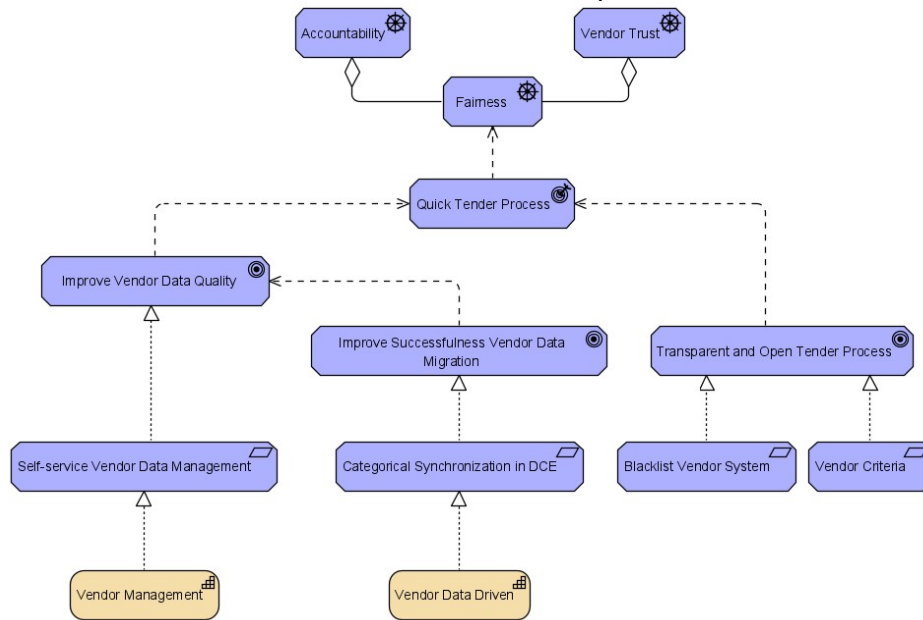 Accountability
Vendor Trust
Fairness
Quick Tender Process
Improve Vendor Data Quality
Improve Successfulness Vendor Data
Migration
Transparent and Open Tender Process
Self-service Vendor Data Management
Categorical Synchronization in DCE
Blacklist Vendor System
Vendor Criteria
Vendor Management
Vendor Data Driven